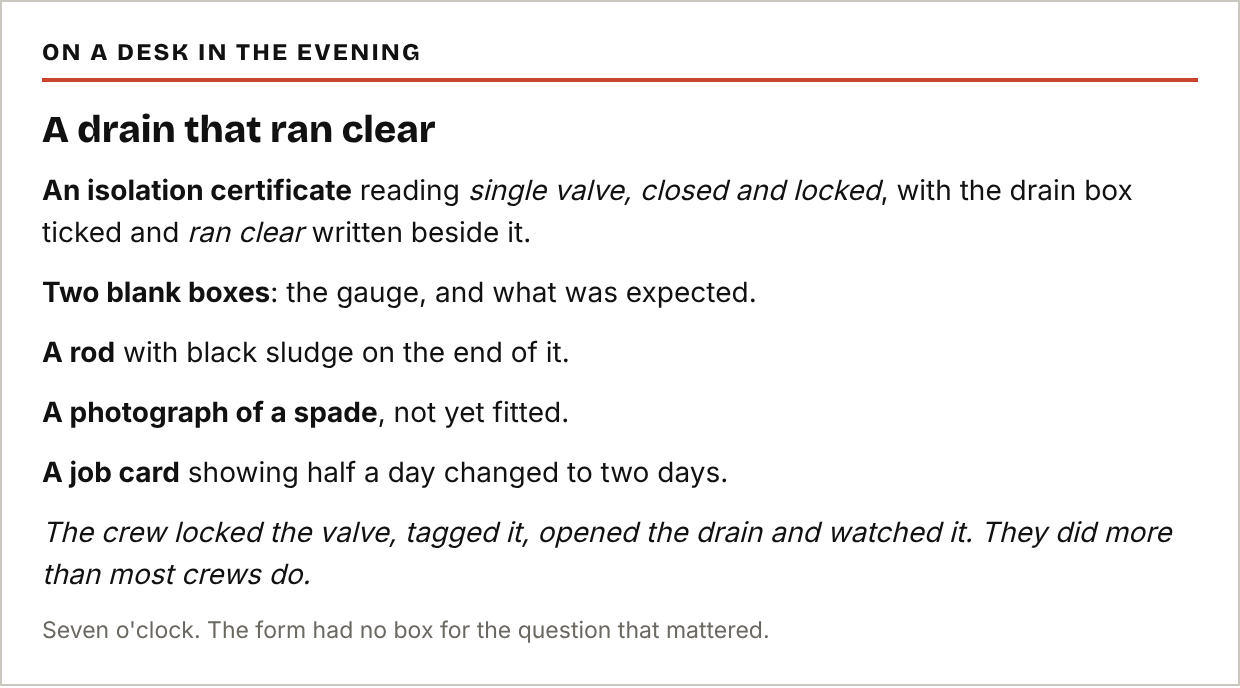 ON A DESK IN THE EVENING
A drain that ran clear
An isolation certificate reading single valve, closed and locked, with the drain box
ticked and ran clear written beside it.
Two blank boxes: the gauge, and what was expected.
A rod with black sludge on the end of it.
A photograph of a spade, not yet fitted.
A job card showing half a day changed to two days.
The crew locked the valve, tagged it, opened the drain and watched it. They did more
than most crews do.
Seven o'clock. The form had no box for the question that mattered.